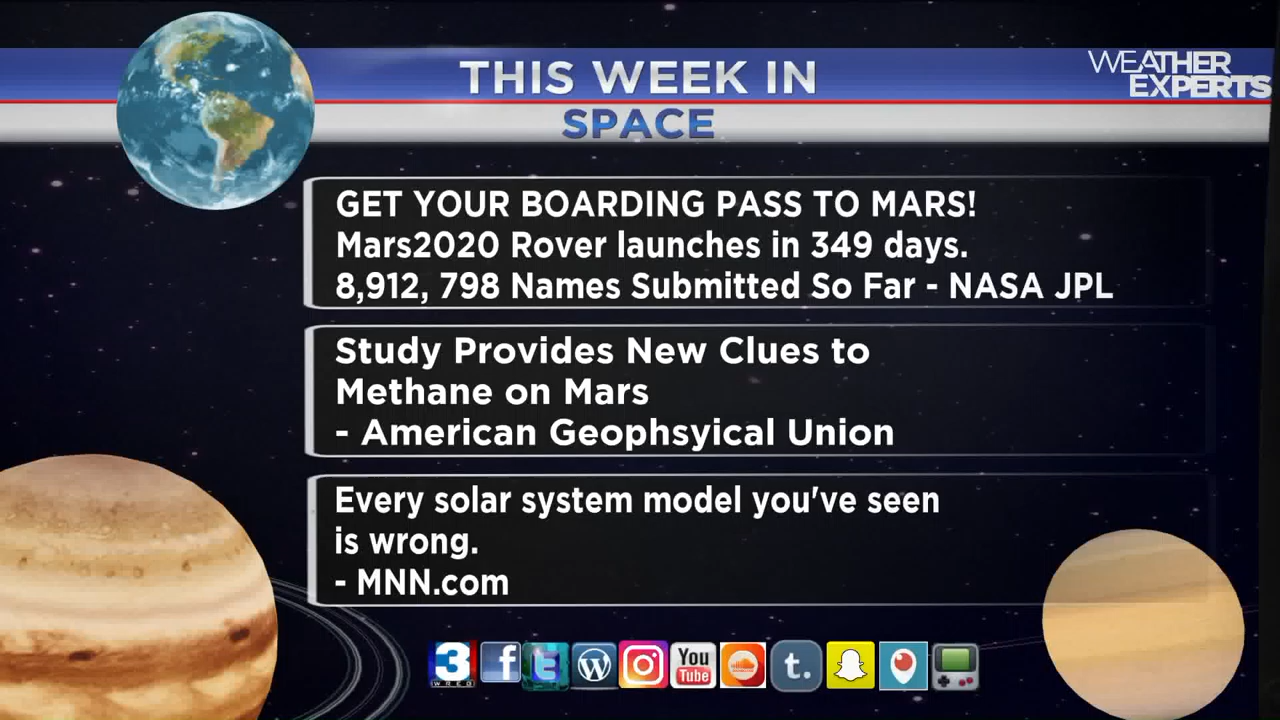 THIS WEEK IN
SPACE
WEATHER
EXPERTS
GET YOUR BOARDING PASS TO MARS!
Mars2020 Rover launches in 349 days.
8,912, 798 Names Submitted So Far - NASA JPL
Study Provides New Clues to
Methane on Mars
- American Geophsyical Union
Every solar system model you've seen
is wrong.
- MNN.com
3
WREG
f
t
W
You
Tube
t.